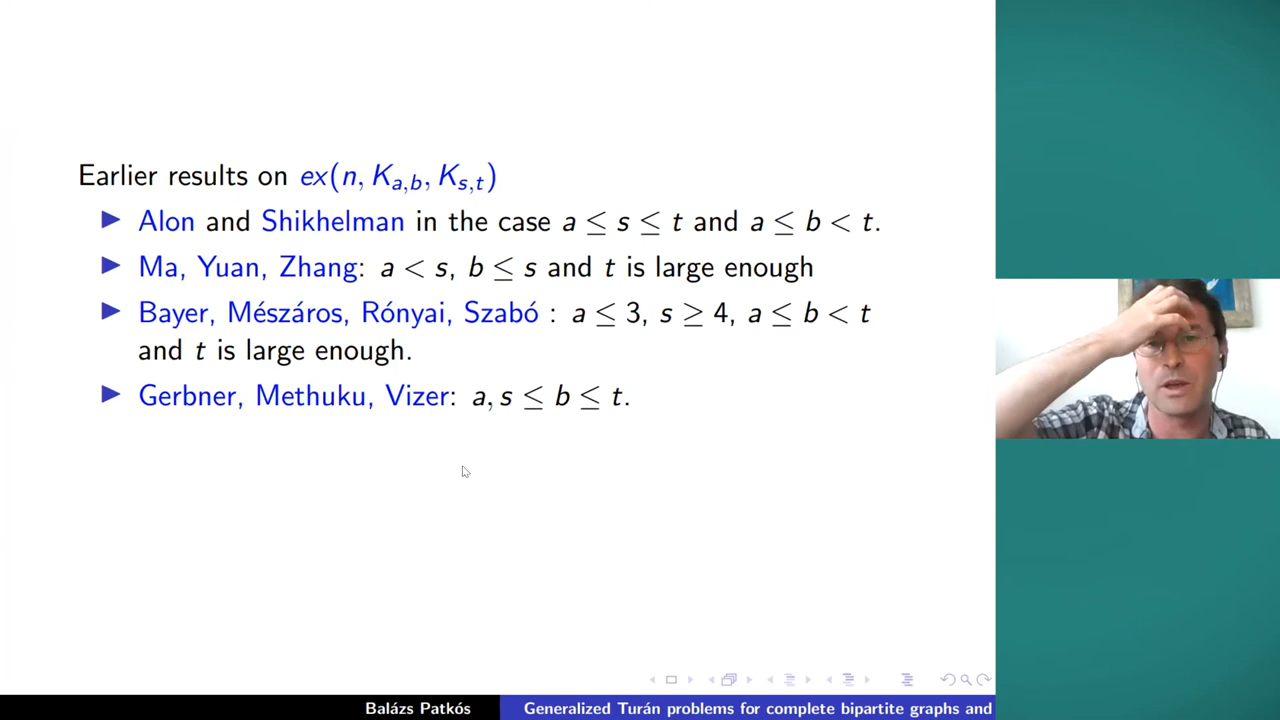 Earlier results on ex(n, K_{a,b}, K_{s,t})
▶ Alon and Shikhelman in the case a ≤ s ≤ t and a ≤ b < t.
▶ Ma, Yuan, Zhang: a < s, b ≤ s and t is large enough
▶ Bayer, Mészáros, Rónyai, Szabó : a ≤ 3, s ≥ 4, a ≤ b < t
and t is large enough.
▶ Gerbner, Methuku, Vizer: a, s ≤ b ≤ t.
Balázs Patkós
Generalized Turán problems for complete bipartite graphs and